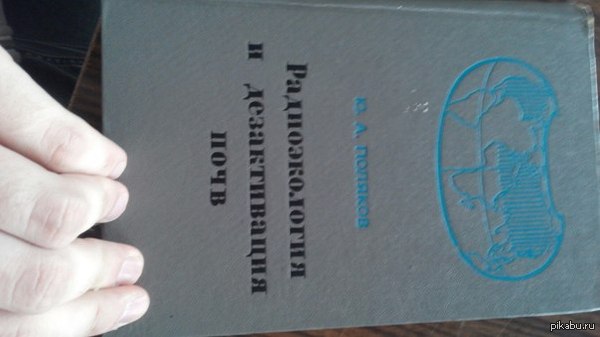 Ю. А. ПОЛЯКОВ
Радиоэкология
и дезактивация
почв
pikabu.ru